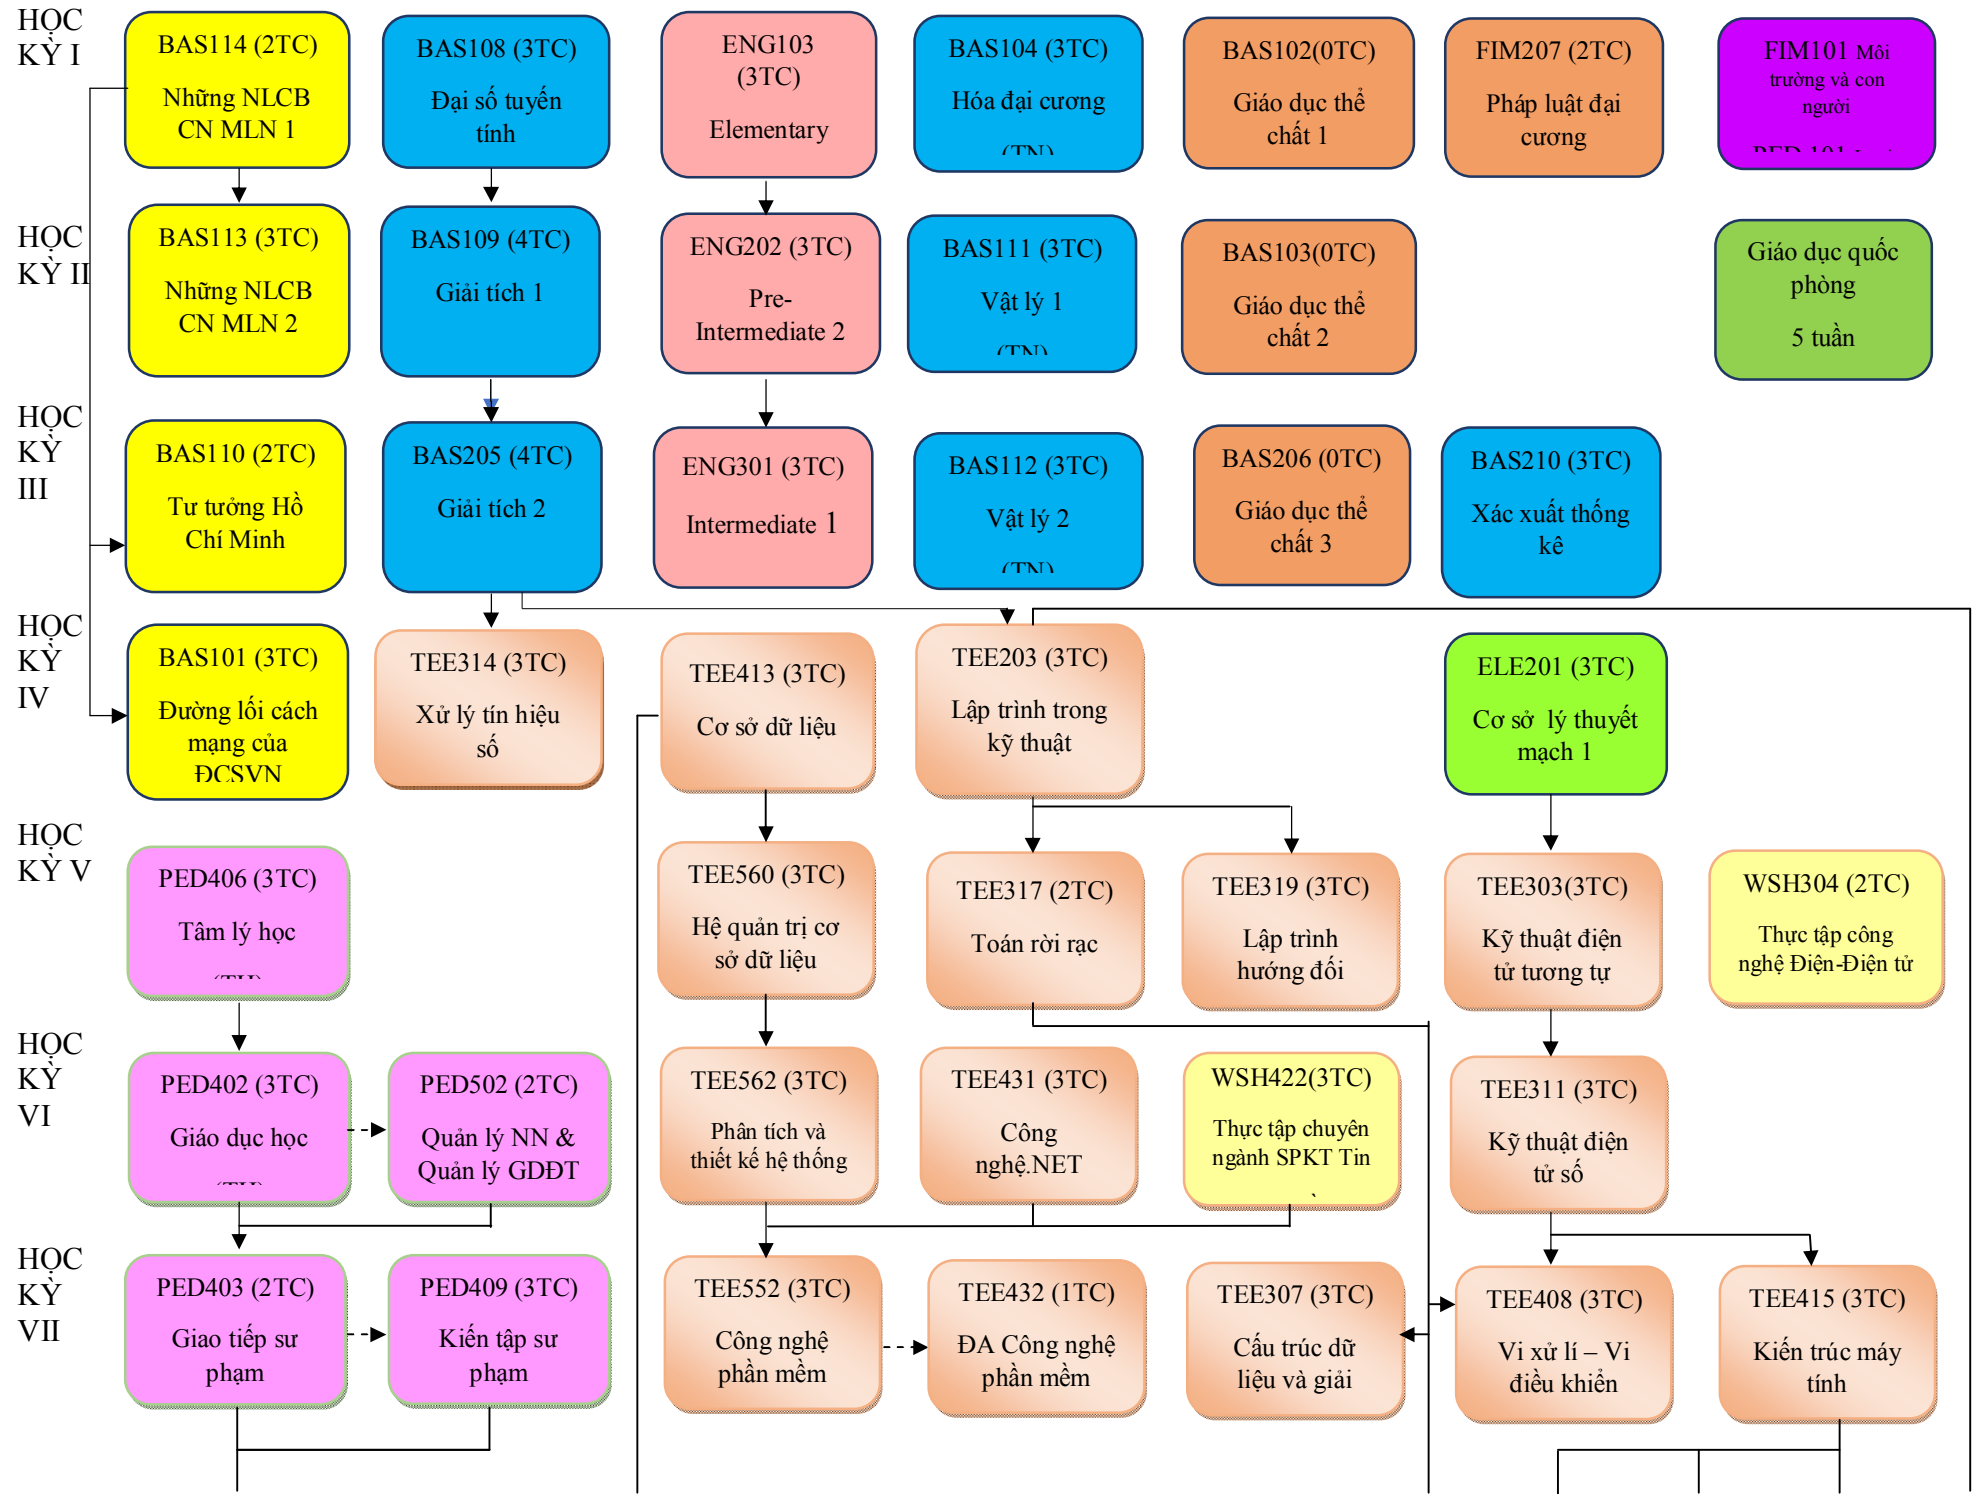 HỌC
KỲ I
BAS114 (2TC)
Những NLCB
CN MLN 1
BAS108 (3TC)
Đại số tuyến
tính
ENG103
(3TC)
Elementary
BAS104 (3TC)
Hóa đại cương
(TN)
BAS102(0TC)
Giáo dục thể
chất 1
FIM207 (2TC)
Pháp luật đại
cương
FIM101 Môi
trường và con
người
PED 101
HỌC
KỲ II
BAS113 (3TC)
Những NLCB
CN MLN 2
BAS109 (4TC)
Giải tích 1
ENG202 (3TC)
Pre-
Intermediate 2
BAS111 (3TC)
Vật lý 1
(TN)
BAS103(0TC)
Giáo dục thể
chất 2
Giáo dục quốc
phòng
5 tuần
HỌC
KỲ
III
BAS110 (2TC)
Tư tưởng Hồ
Chí Minh
BAS205 (4TC)
Giải tích 2
ENG301 (3TC)
Intermediate 1
BAS112 (3TC)
Vật lý 2
(TN)
BAS206 (0TC)
Giáo dục thể
chất 3
BAS210 (3TC)
Xác xuất thống
kê
HỌC
KỲ
IV
BAS101 (3TC)
Đường lối cách
mạng của
ĐCSVN
TEE314 (3TC)
Xử lý tín hiệu
số
TEE413 (3TC)
Cơ sở dữ liệu
TEE203 (3TC)
Lập trình trong
kỹ thuật
ELE201 (3TC)
Cơ sở  lý thuyết
mạch 1
HỌC
KỲ V
PED406 (3TC)
Tâm lý học
(TH)
TEE560 (3TC)
Hệ quản trị cơ
sở dữ liệu
TEE317 (2TC)
Toán rời rạc
TEE319 (3TC)
Lập trình
hướng đối
TEE303(3TC)
Kỹ thuật điện
tử tương tự
WSH304 (2TC)
Thực tập công
nghệ Điện-Điện tử
HỌC
KỲ
VI
PED402 (3TC)
Giáo dục học
(TH)
PED502 (2TC)
Quản lý NN &
Quản lý GDĐT
TEE562 (3TC)
Phân tích và
thiết kế hệ thống
TEE431 (3TC)
Công
nghệ.NET
WSH422(3TC)
Thực tập chuyên
ngành SPKT Tin
TEE311 (3TC)
Kỹ thuật điện
tử số
HỌC
KỲ
VII
PED403 (2TC)
Giao tiếp sư
phạm
PED409 (3TC)
Kiến tập sư
phạm
TEE552 (3TC)
Công nghệ
phần mềm
TEE432 (1TC)
ĐA Công nghệ
phần mềm
TEE307 (3TC)
Cấu trúc dữ
liệu và giải
TEE408 (3TC)
Vi xử lí – Vi
điều khiển
TEE415 (3TC)
Kiến trúc máy
tính